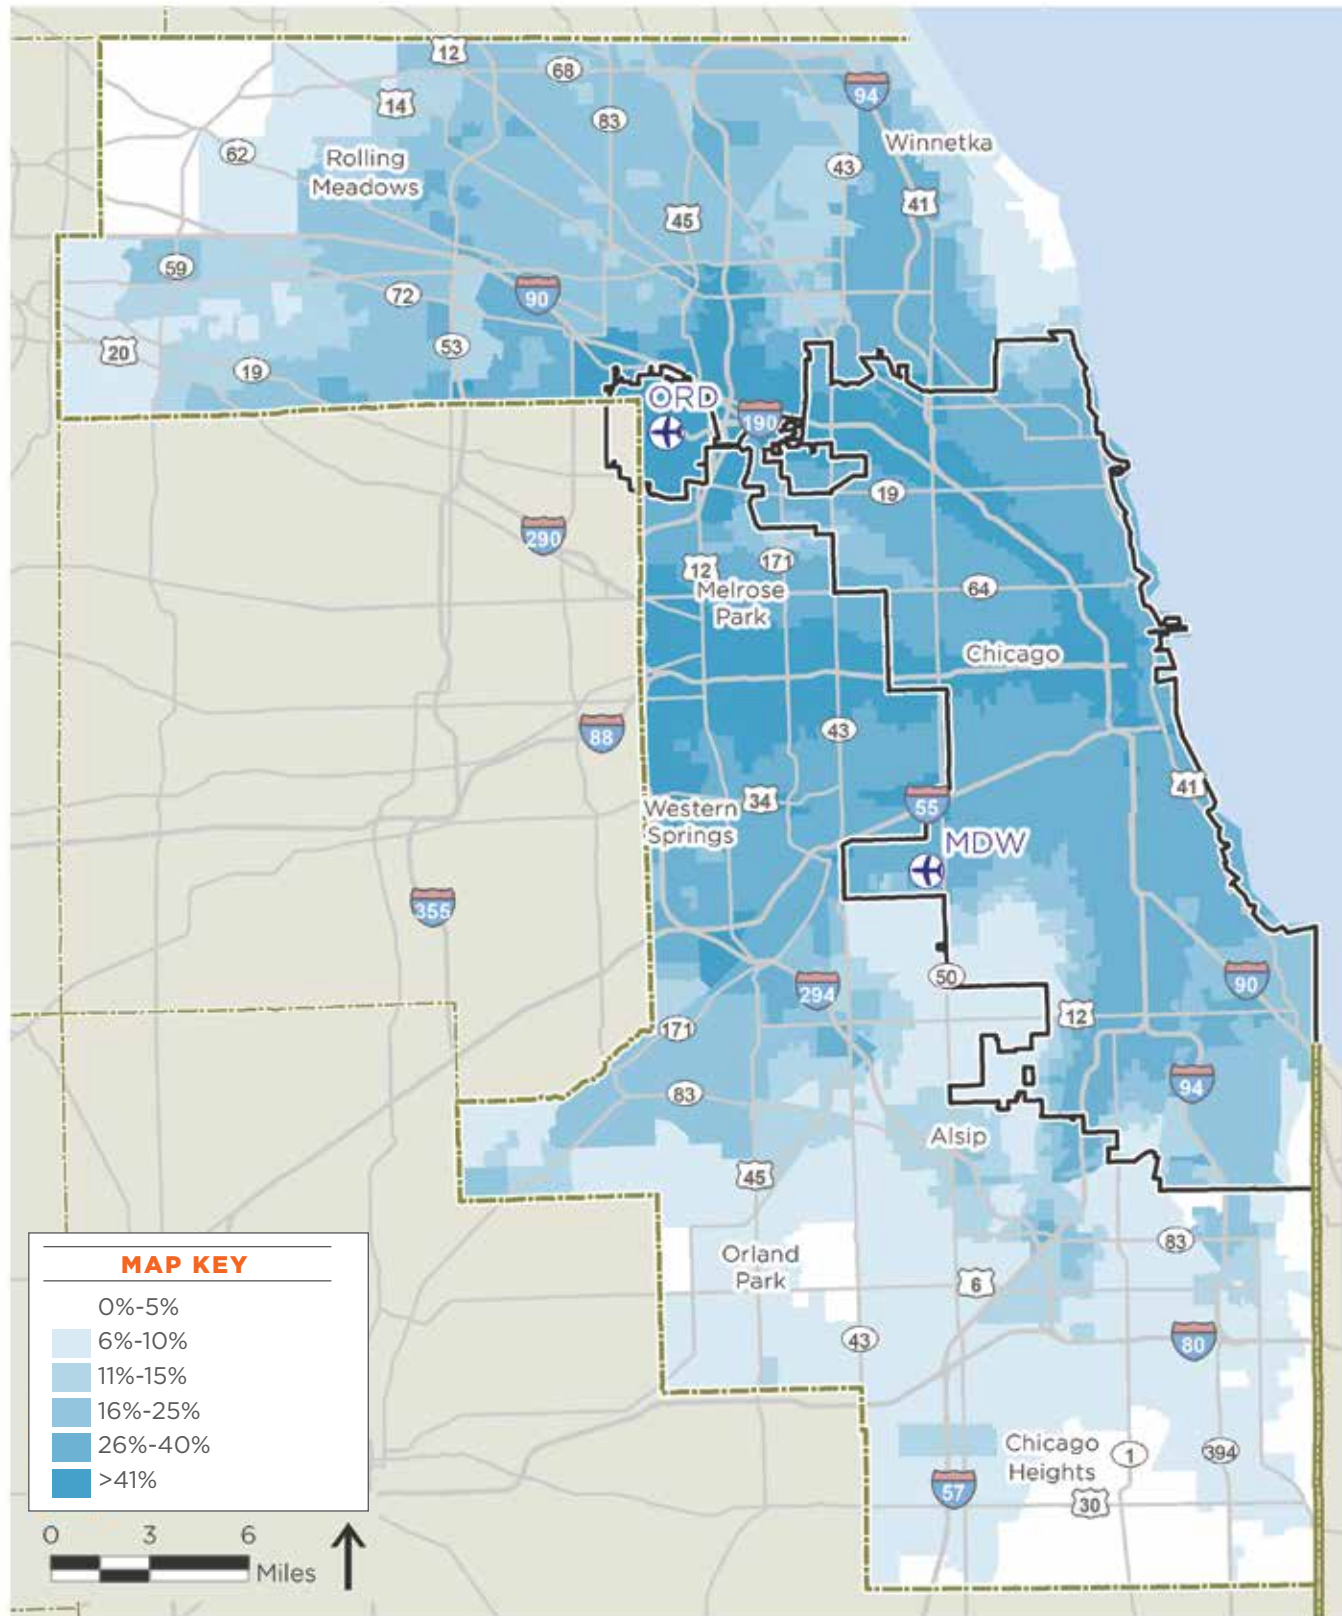 12
68
94
14
83
Winnetka
62
Rolling
Meadows
43
41
45
59
72
90
20
53
19
ORD
190
19
290
12
171
64
Melrose
Park
Chicago
88
43
41
Western
Springs
34
55
MDW
355
50
90
294
12
171
83
94
Alsip
45
83
Orland
Park
6
43
80
Chicago
Heights
1
394
57
30
MAP KEY
0%-5%
6%-10%
11%-15%
16%-25%
26%-40%
>41%
0 3 6
Miles